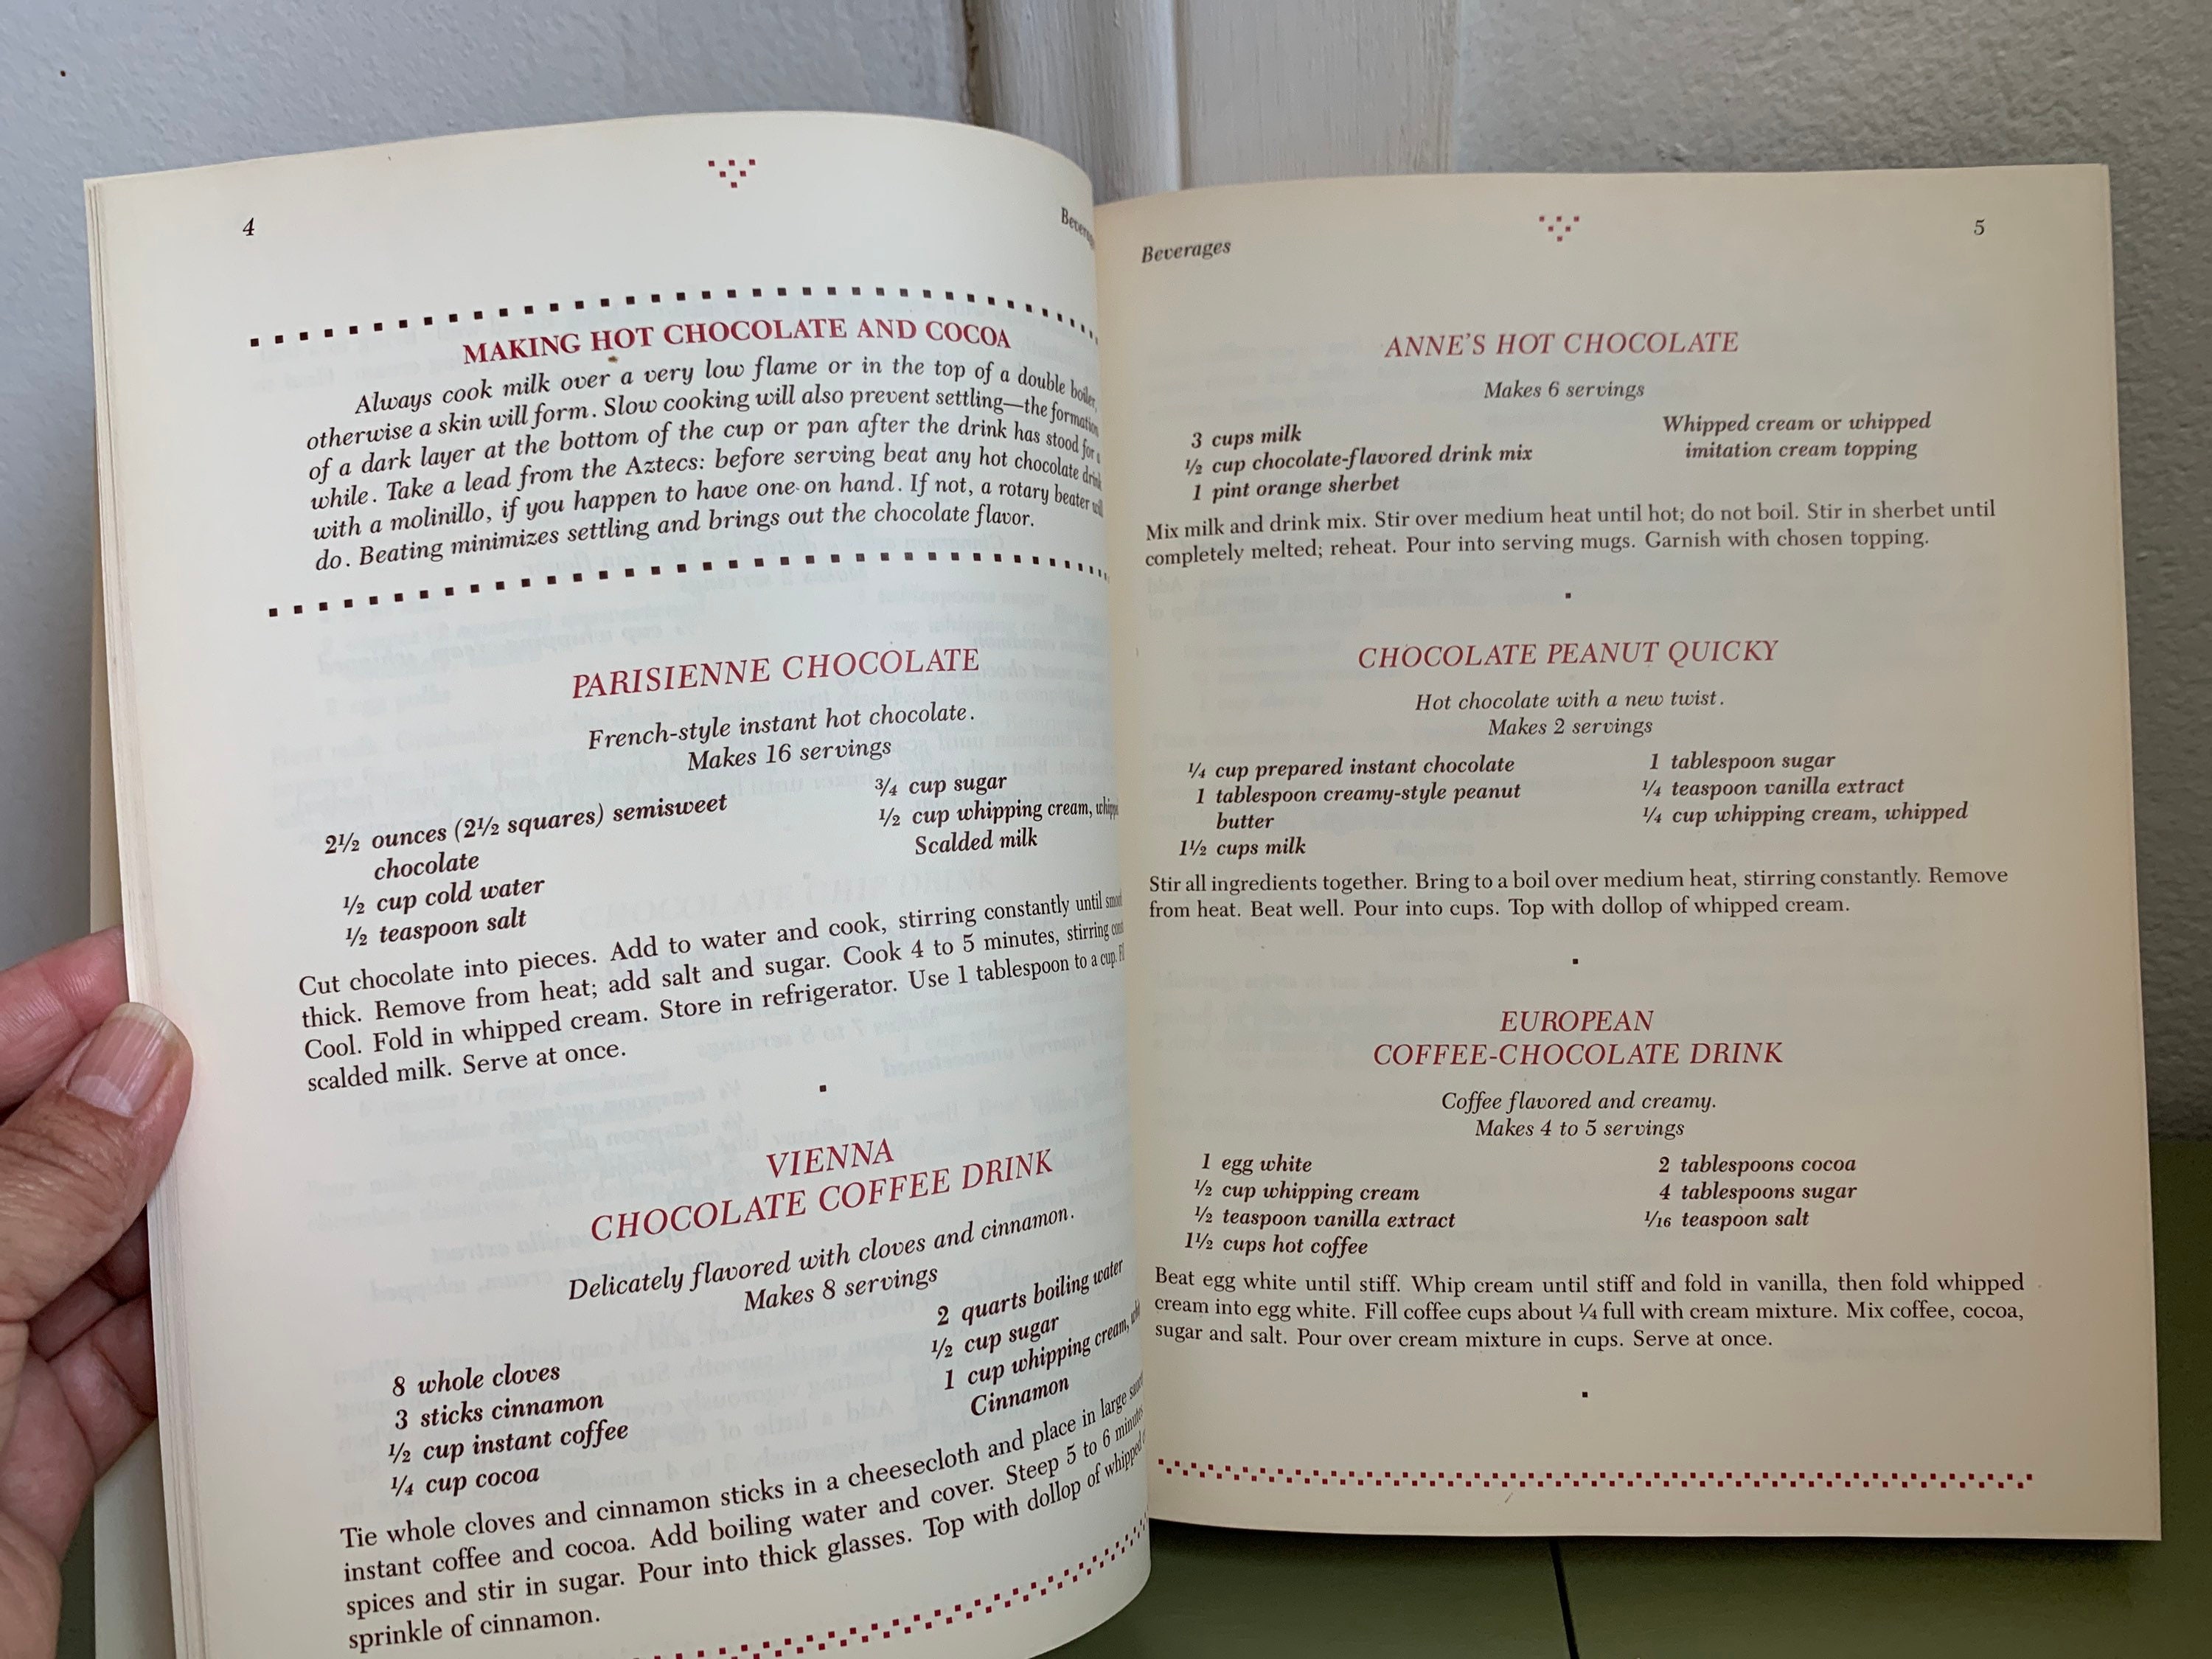 4
Beverag
MAKING HOT CHOCOLATE AND COCOA
Always cook milk over a very low flame or in the top of a double boiler,
otherwise a skin will form. Slow cooking will also prevent settling—the formation
of a dark layer at the bottom of the cup or pan after the drink has stood for a
while. Take a lead from the Aztecs: before serving beat any hot chocolate drink
with a molinillo, if you happen to have one on hand. If not, a rotary beater will
do. Beating minimizes settling and brings out the chocolate flavor.
PARISIENNE CHOCOLATE
French-style instant hot chocolate.
Makes 16 servings
2½ ounces (2½ squares) semisweet
chocolate
½ cup cold water
½ teaspoon salt
¾ cup sugar
½ cup whipping cream,
Scalded milk
Cut chocolate into pieces. Add to water and cook, stirring constantly until
thick. Remove from heat; add salt and sugar. Cook 4 to 5 minutes, stirring
Cool. Fold in whipped cream. Store in refrigerator. Use 1 tablespoon to a cup.
scalded milk. Serve at once.
VIENNA
CHOCOLATE COFFEE DRINK
Delicately flavored with cloves and cinnamon.
Makes 8 servings
8 whole cloves
3 sticks cinnamon
½ cup instant coffee
¼ cup cocoa
2 quarts boiling water
½ cup sugar
1 cup whipping cream,
Cinnamon
Tie whole cloves and cinnamon sticks in a cheesecloth and place in large
instant coffee and cocoa. Add boiling water and cover. Steep 5 to 6 minutes
spices and stir in sugar. Pour into thick glasses. Top with dollop of whipped
sprinkle of cinnamon.
Beverages
5
ANNE'S HOT CHOCOLATE
Makes 6 servings
3 cups milk
½ cup chocolate-flavored drink mix
1 pint orange sherbet
Whipped cream or whipped
imitation cream topping
Mix milk and drink mix. Stir over medium heat until hot; do not boil. Stir in sherbet until
completely melted; reheat. Pour into serving mugs. Garnish with chosen topping.
CHOCOLATE PEANUT QUICKY
Hot chocolate with a new twist.
Makes 2 servings
¼ cup prepared instant chocolate
1 tablespoon creamy-style peanut
butter
1½ cups milk
1 tablespoon sugar
¼ teaspoon vanilla extract
¼ cup whipping cream, whipped
Stir all ingredients together. Bring to a boil over medium heat, stirring constantly. Remove
from heat. Beat well. Pour into cups. Top with dollop of whipped cream.
EUROPEAN
COFFEE-CHOCOLATE DRINK
Coffee flavored and creamy.
Makes 4 to 5 servings
1 egg white
½ cup whipping cream
½ teaspoon vanilla extract
1½ cups hot coffee
2 tablespoons cocoa
4 tablespoons sugar
1/16 teaspoon salt
Beat egg white until stiff. Whip cream until stiff and fold in vanilla, then fold whipped
cream into egg white. Fill coffee cups about ¼ full with cream mixture. Mix coffee, cocoa,
sugar and salt. Pour over cream mixture in cups. Serve at once.